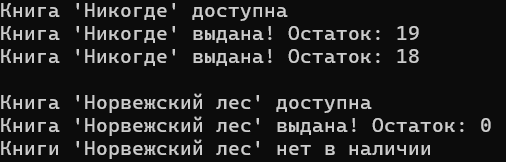 Книга 'Никогде' доступна
Книга 'Никогде' выдана! Остаток: 19
Книга 'Никогде' выдана! Остаток: 18
Книга 'Норвежский лес' доступна
Книга 'Норвежский лес' выдана! Остаток: 0
Книги 'Норвежский лес' нет в наличии